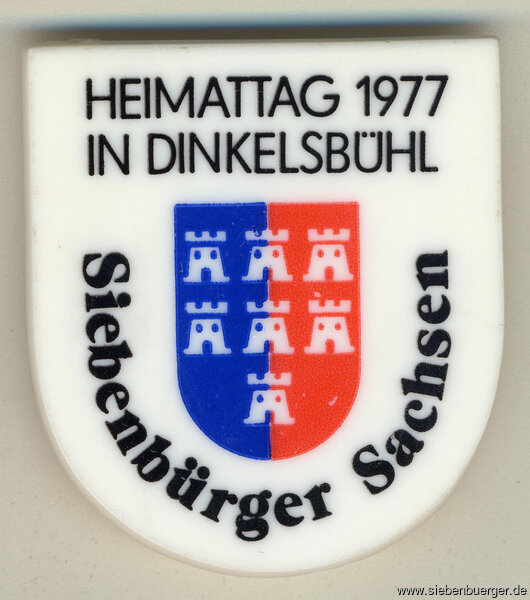 HEIMATTAG 1977
IN DINKELSBÜHL
Siebenbürger Sachsen
www.siebenbuerger.de